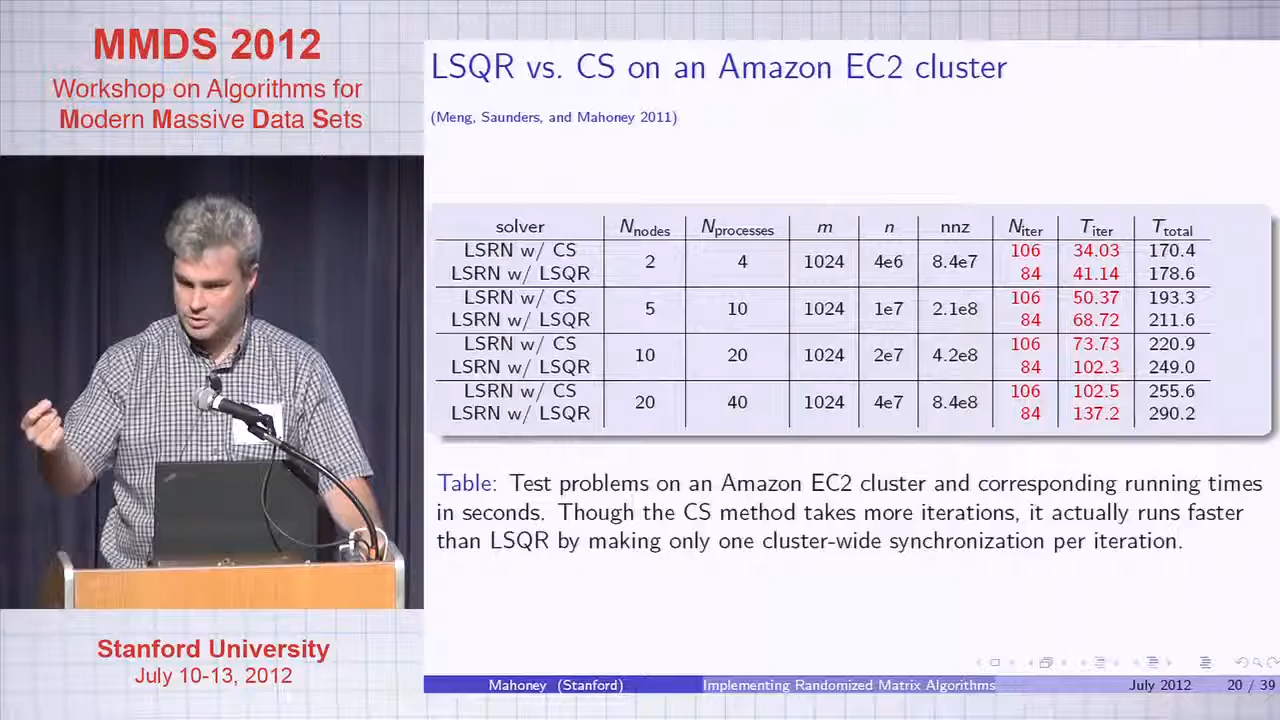 MMDS 2012
Workshop on Algorithms for
Modern Massive Data Sets
LSQR vs. CS on an Amazon EC2 cluster
(Meng, Saunders, and Mahoney 2011)
solver N_nodes N_processes m n nnz N_iter T_iter T_total
LSRN w/ CS 2 4 1024 4e6 8.4e7 106 34.03 170.4
LSRN w/ LSQR 84 41.14 178.6
LSRN w/ CS 5 10 1024 1e7 2.1e8 106 50.37 193.3
LSRN w/ LSQR 84 68.72 211.6
LSRN w/ CS 10 20 1024 2e7 4.2e8 106 73.73 220.9
LSRN w/ LSQR 84 102.3 249.0
LSRN w/ CS 20 40 1024 4e7 8.4e8 106 102.5 255.6
LSRN w/ LSQR 84 137.2 290.2
Table: Test problems on an Amazon EC2 cluster and corresponding running times
in seconds. Though the CS method takes more iterations, it actually runs faster
than LSQR by making only one cluster-wide synchronization per iteration.
Stanford University
July 10-13, 2012
Mahoney (Stanford) Implementing Randomized Matrix Algorithms July 2012 20 / 39